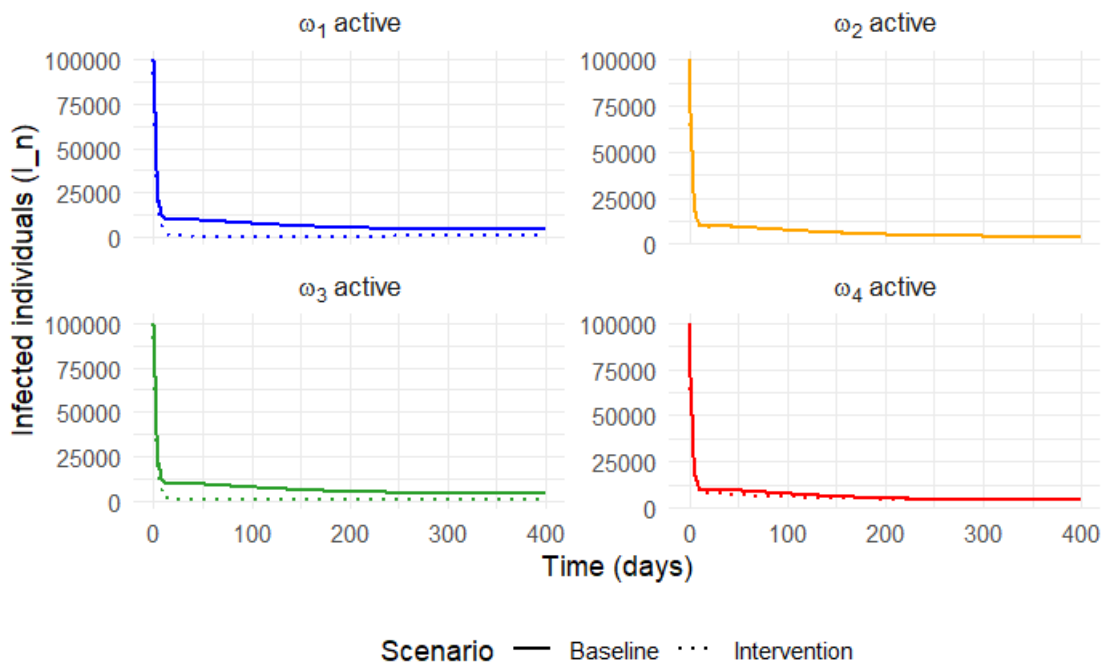 ω1 active
ω2 active
100000
75000
50000
25000
0
100000
75000
50000
25000
0
ω3 active
ω4 active
100000
75000
50000
25000
0
100000
75000
50000
25000
0
0 100 200 300 400
0 100 200 300 400
Infected individuals (I_n)
Time (days)
Scenario Baseline Intervention